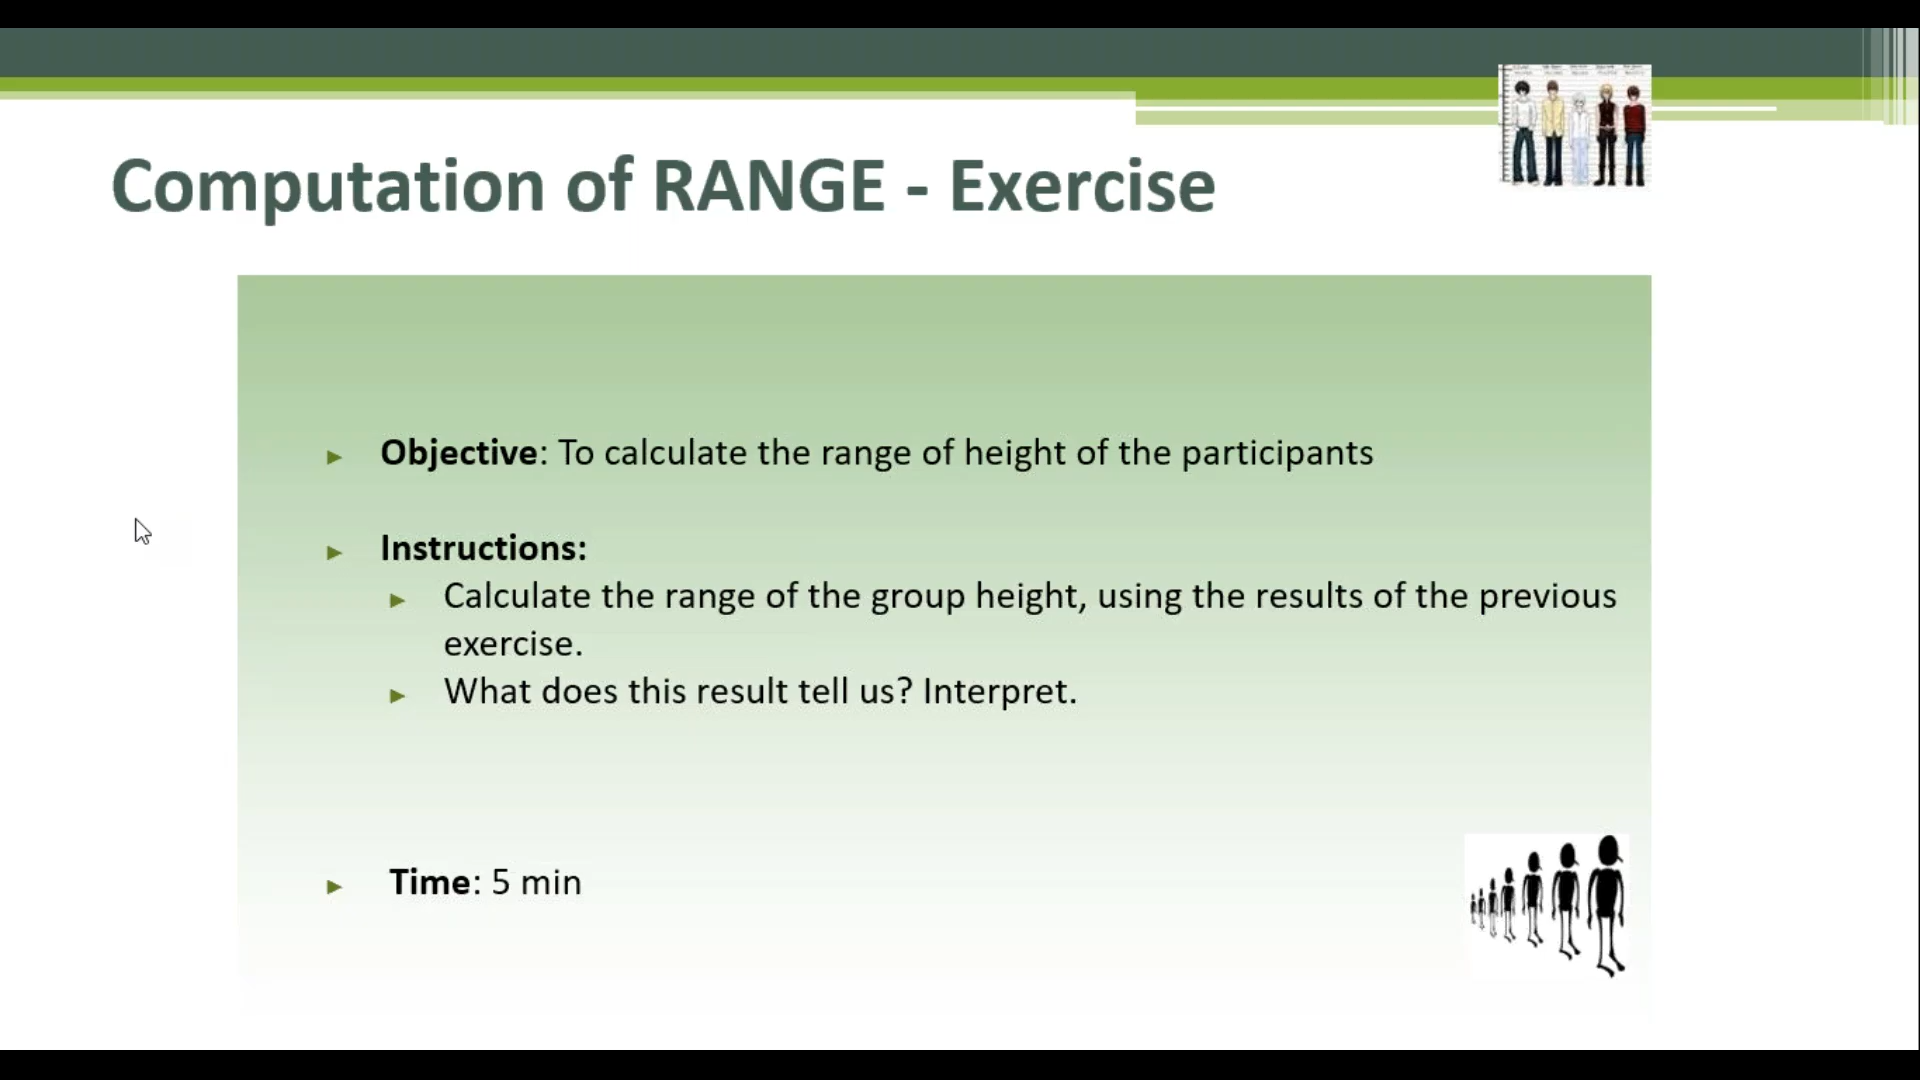 Computation of RANGE - Exercise
Objective: To calculate the range of height of the participants
Instructions:
Calculate the range of the group height, using the results of the previous
exercise.
What does this result tell us? Interpret.
Time: 5 min